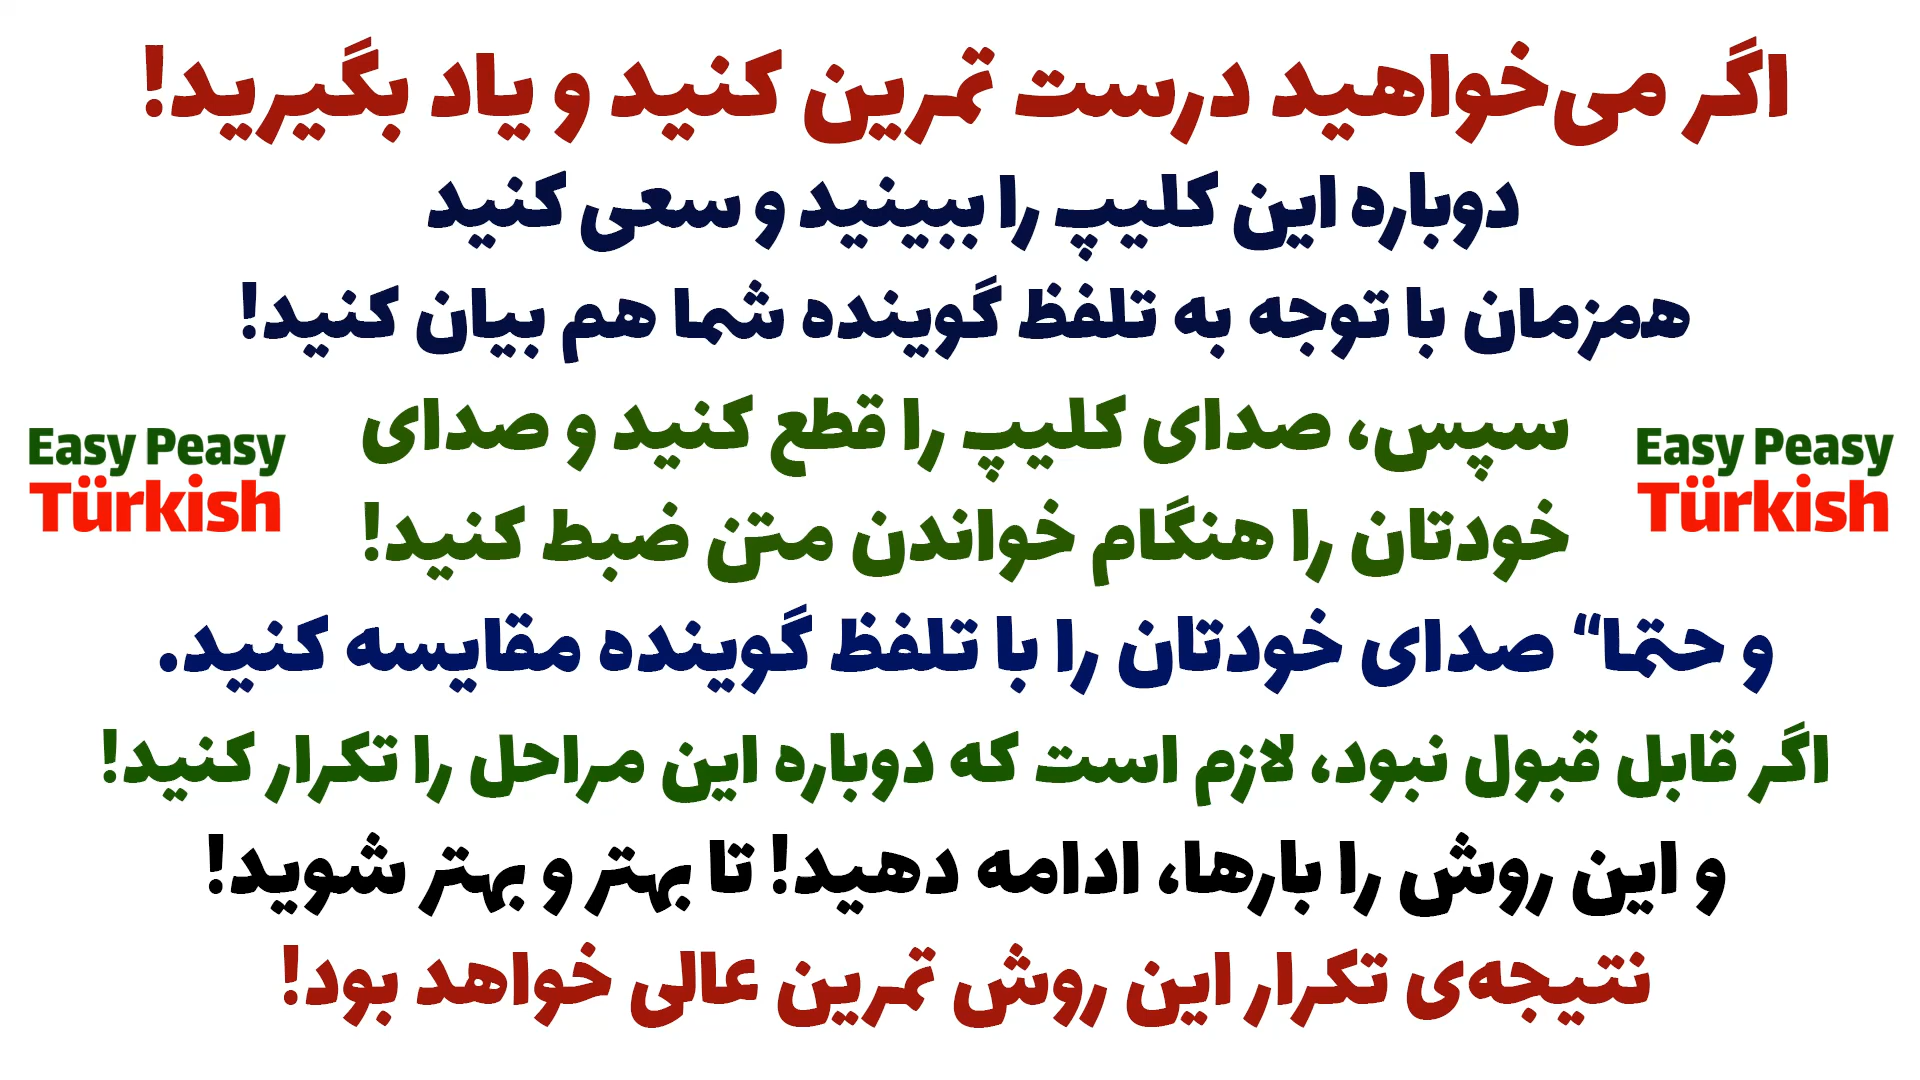 اگر می‌خواهید درست تمرین کنید و یاد بگیرید!
دوباره این کلیپ را ببینید و سعی کنید
همزمان با توجه به تلفظ گوینده شما هم بیان کنید!
سپس، صدای کلیپ را قطع کنید و صدای
خودتان را هنگام خواندن متن ضبط کنید!
Easy Peasy
Türkish
Easy Peasy
Türkish
و حتما“ صدای خودتان را با تلفظ گوینده مقایسه کنید.
اگر قابل قبول نبود، لازم است که دوباره این مراحل را تکرار کنید!
و این روش را بارها، ادامه دهید! تا بهتر و بهتر شوید!
نتیجه‌ی تکرار این روش تمرین عالی خواهد بود!